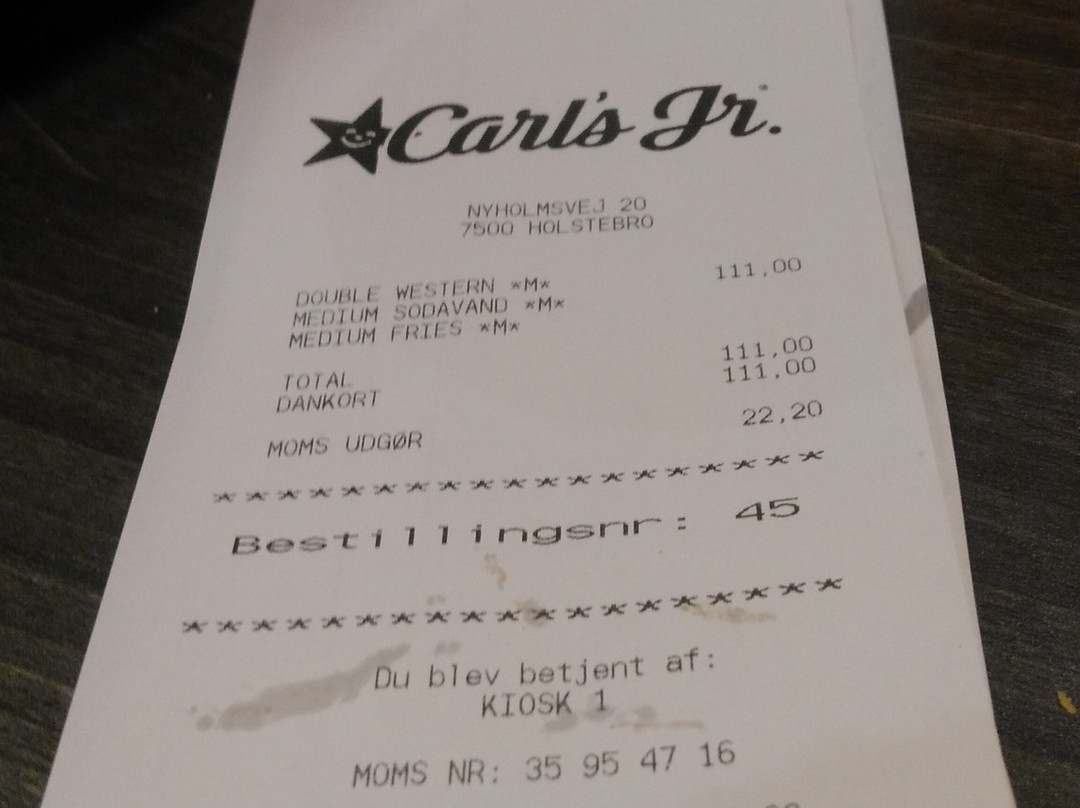 Carl's Jr.
NYHOLMSVEJ 20
7500 HOLSTEBRO
DOUBLE WESTERN *M* 111,00
MEDIUM SODAVAND *M*
MEDIUM FRIES *M*
TOTAL 111,00
DANKORT 111,00
MOMS UDGØR 22,20
*******************
Bestillingsnr: 45
*******************
Du blev betjent af:
KIOSK 1
MOMS NR: 35 95 47 16